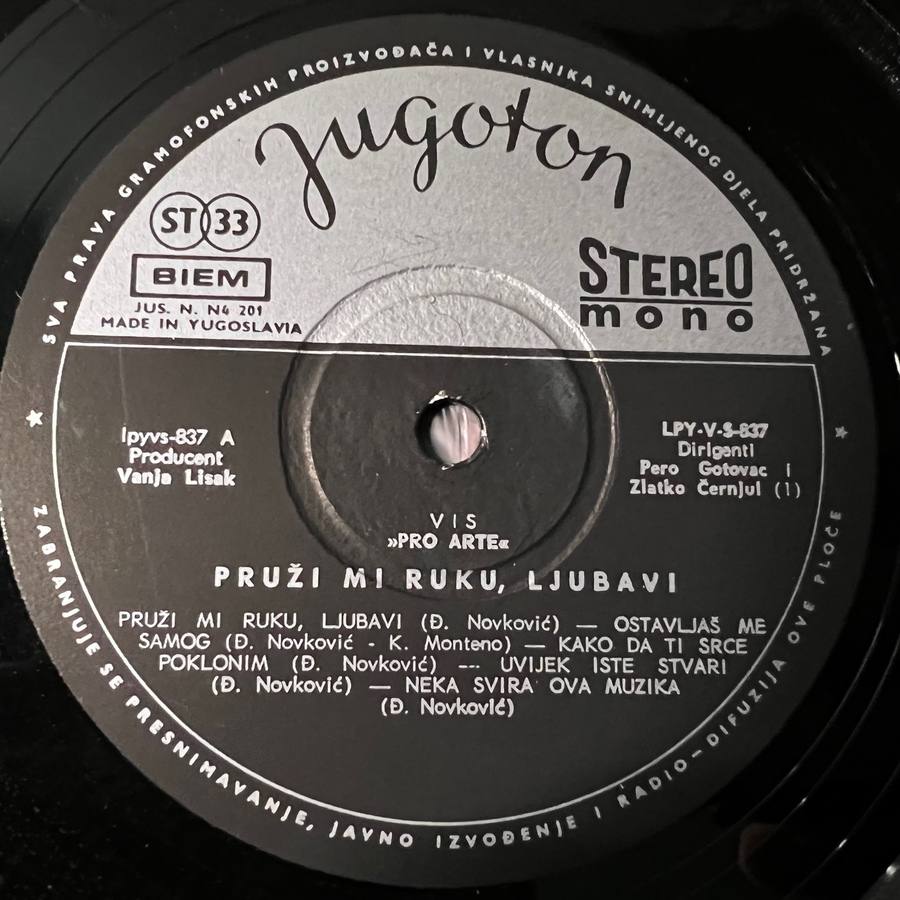 SVA PRAVA GRAMOFONSKIH PROIZVOĐAČA I VLASNIKA SNIMLJENOG DJELA PRIDRŽANA
jugoton
ST 33
BIEM
JUS. N. N4 201
MADE IN YUGOSLAVIA
STEREO
mono
lpyvs-837 A
Producent
Vanja Lisak
LPY-V-S-837
Dirigenti
Pero Gotovac i
Zlatko Černjul (1)
VIS
»PRO ARTE«
PRUŽI MI RUKU, LJUBAVI
PRUŽI MI RUKU, LJUBAVI (Đ. Novković) — OSTAVLJAŠ ME
SAMOG (Đ. Novković - K. Monteno) — KAKO DA TI SRCE
POKLONIM (Đ. Novković) --- UVIJEK ISTE STVARI
(Đ. Novković) — NEKA SVIRA OVA MUZIKA
(Đ. Novković)
ZABRANJUJE SE PRESNIMAVANJE, JAVNO IZVOĐENJE I RADIO-DIFUZIJA OVE PLOČE